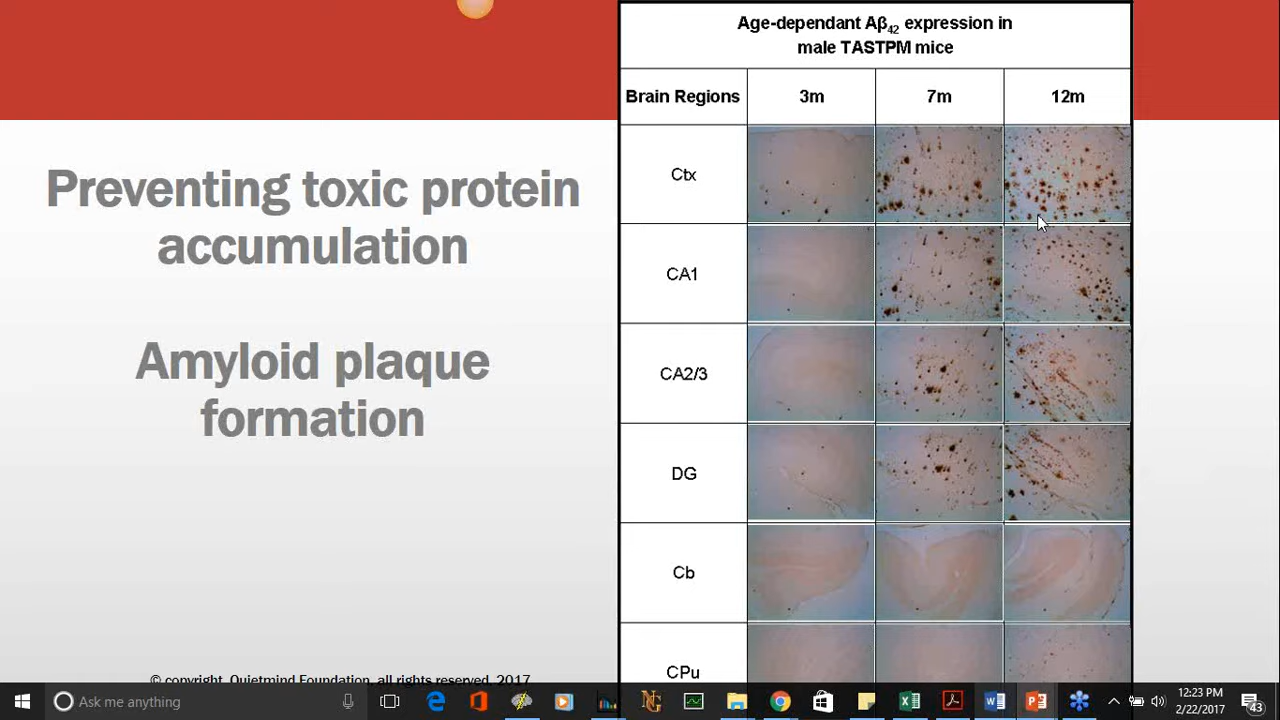 Preventing toxic protein
accumulation
Amyloid plaque
formation
© copyright, Quietmind Foundation, all rights reserved, 2017
Age-dependant Aβ42 expression in
male TASTPM mice
Brain Regions 3m 7m 12m
Ctx
CA1
CA2/3
DG
Cb
CPu
Ask me anything
12:23 PM
2/22/2017
43